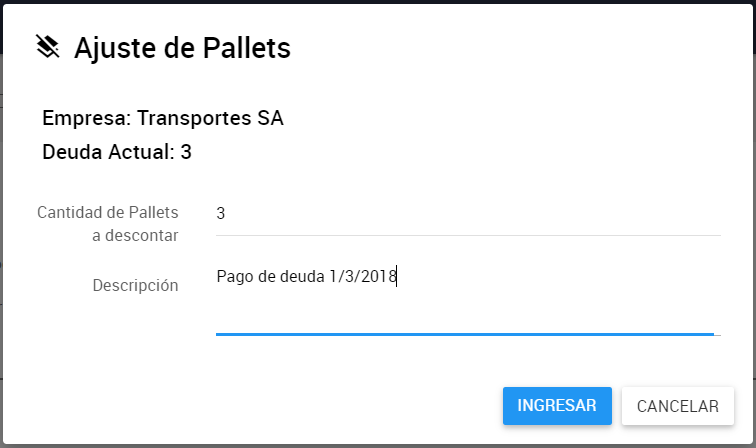 Ajuste de Pallets
Empresa: Transportes SA
Deuda Actual: 3
Cantidad de Pallets
a descontar
3
Descripción
Pago de deuda 1/3/2018
INGRESAR
CANCELAR